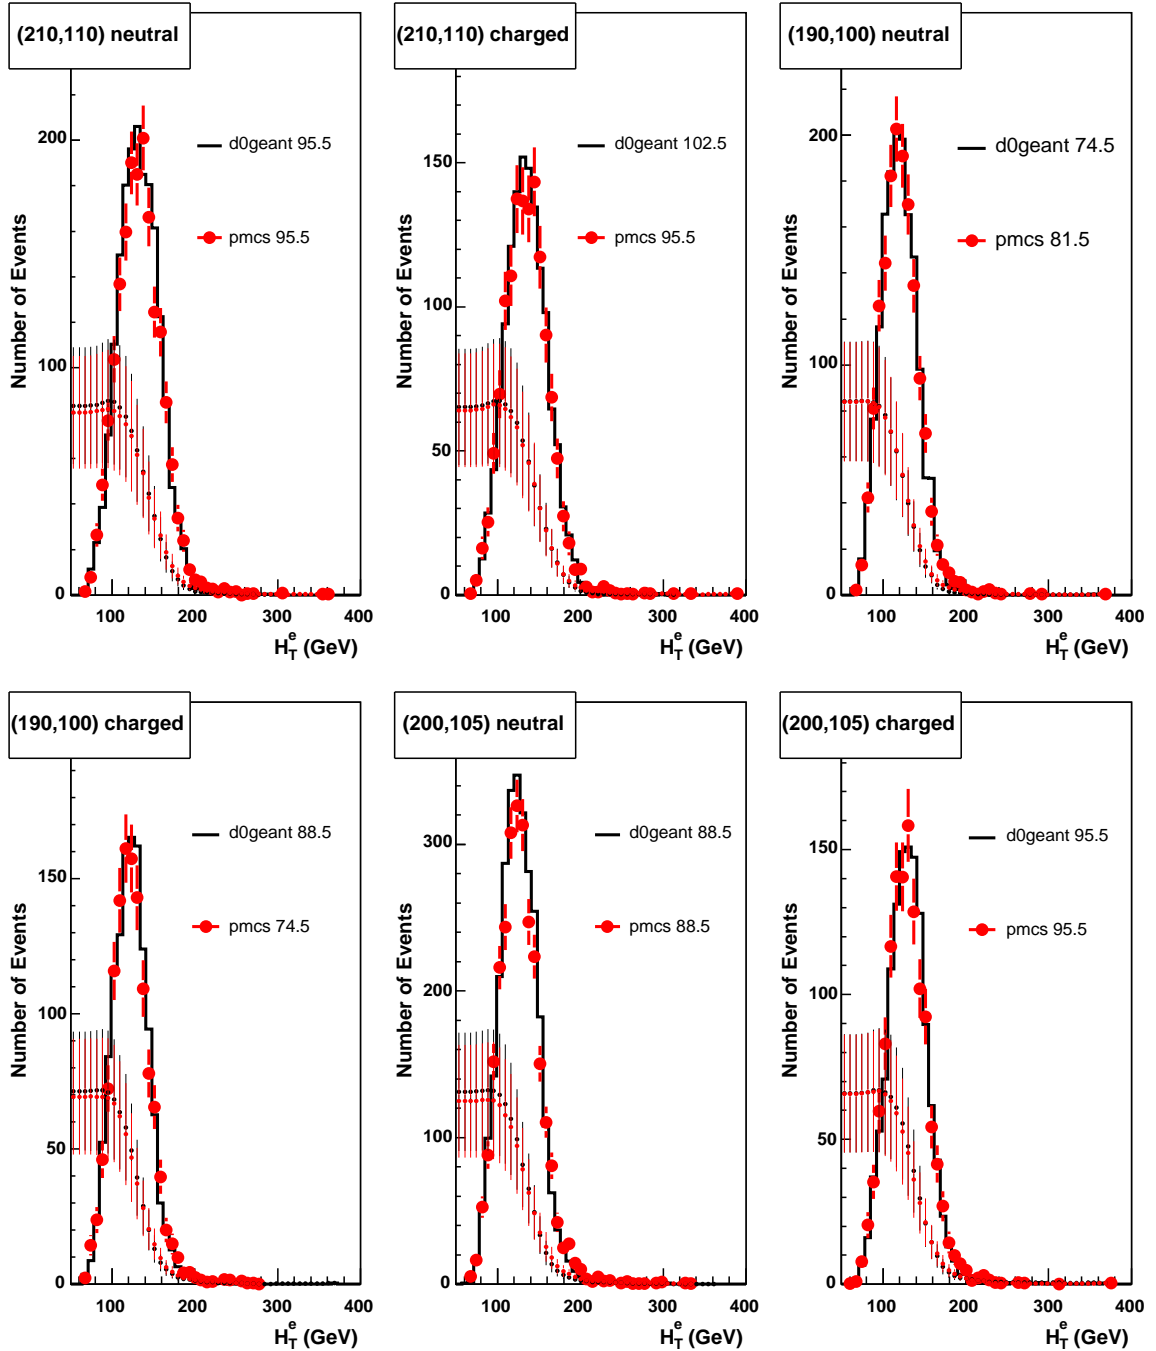 (210,110) neutral
Number of Events
200
100
0
d0geant 95.5
pmcs 95.5
100 200 300 400
H_T^e (GeV)
(210,110) charged
Number of Events
150
100
50
0
d0geant 102.5
pmcs 95.5
100 200 300 400
H_T^e (GeV)
(190,100) neutral
Number of Events
200
100
0
d0geant 74.5
pmcs 81.5
100 200 300 400
H_T^e (GeV)
(190,100) charged
Number of Events
150
100
50
0
d0geant 88.5
pmcs 74.5
100 200 300 400
H_T^e (GeV)
(200,105) neutral
Number of Events
300
200
100
0
d0geant 88.5
pmcs 88.5
100 200 300 400
H_T^e (GeV)
(200,105) charged
Number of Events
150
100
50
0
d0geant 95.5
pmcs 95.5
100 200 300 400
H_T^e (GeV)